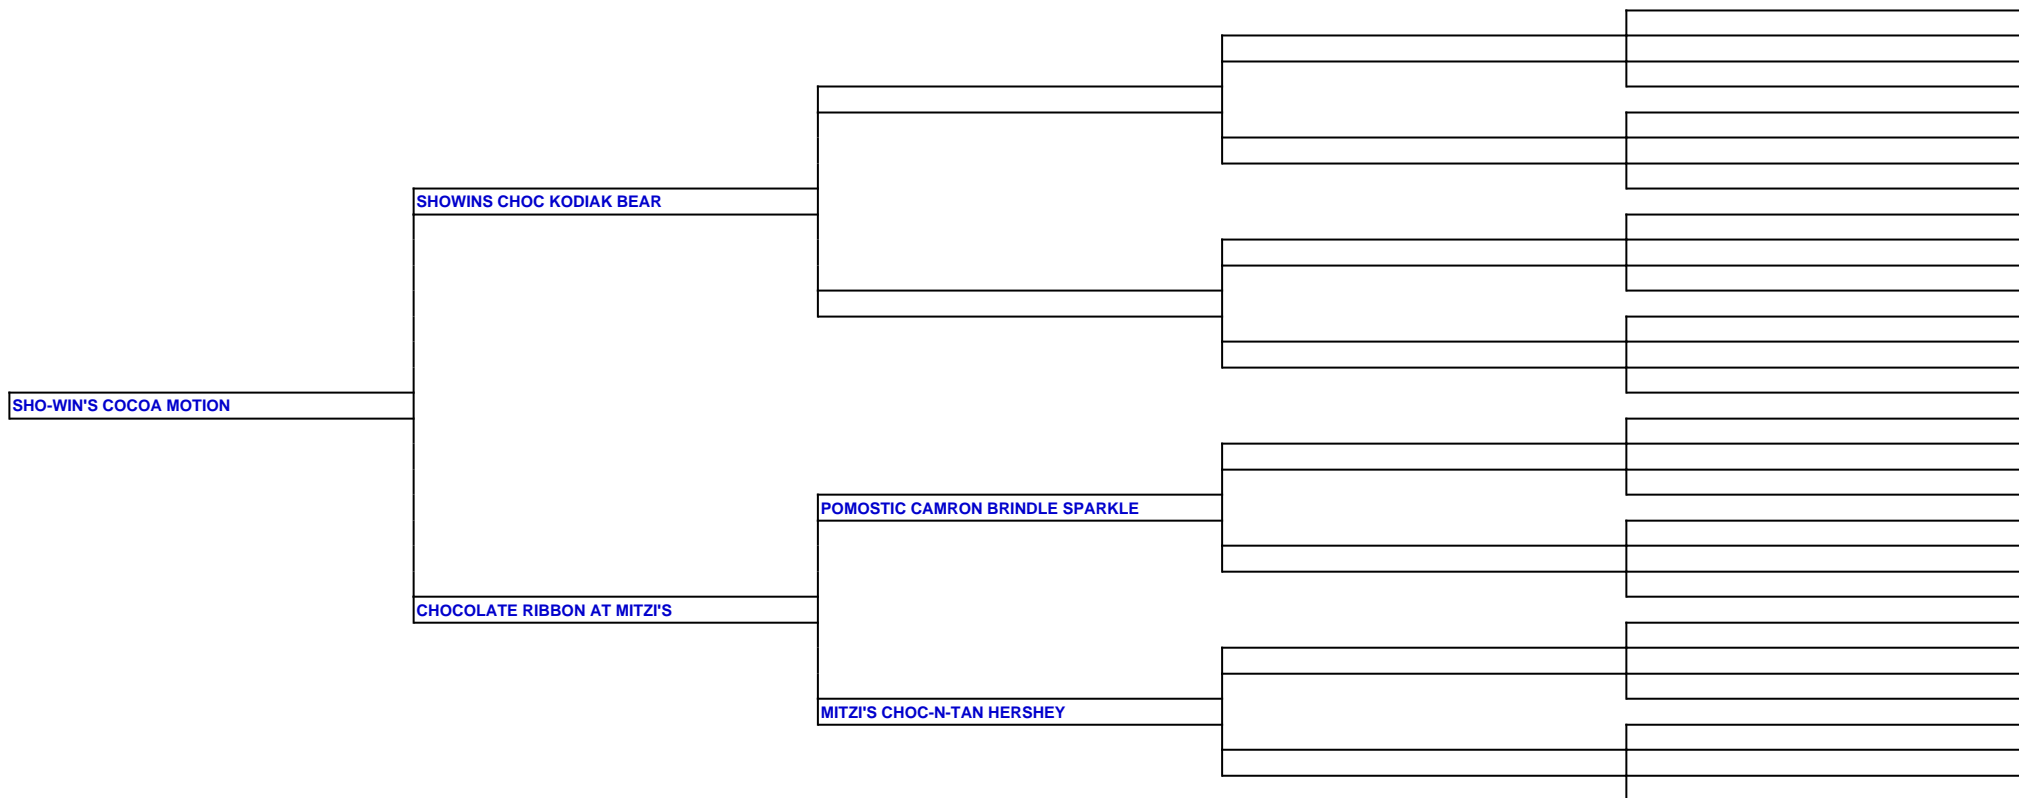 SHOWINS CHOC KODIAK BEAR
SHO-WIN'S COCOA MOTION
POMOSTIC CAMRON BRINDLE SPARKLE
CHOCOLATE RIBBON AT MITZI'S
MITZI'S CHOC-N-TAN HERSHEY